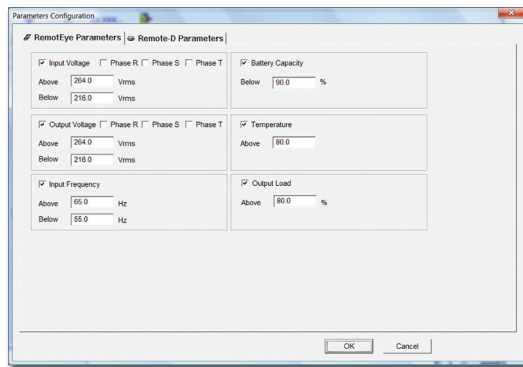 Parameters Configuration
RemotEye Parameters Remote-D Parameters
Input Voltage Phase R Phase S Phase T
Above 264.0 Vrms
Below 216.0 Vrms
Battery Capacity
Below 90.0 %
Output Voltage Phase R Phase S Phase T
Above 264.0 Vrms
Below 216.0 Vrms
Temperature
Above 80.0
Input Frequency
Above 65.0 Hz
Below 55.0 Hz
Output Load
Above 80.0 %
OK Cancel